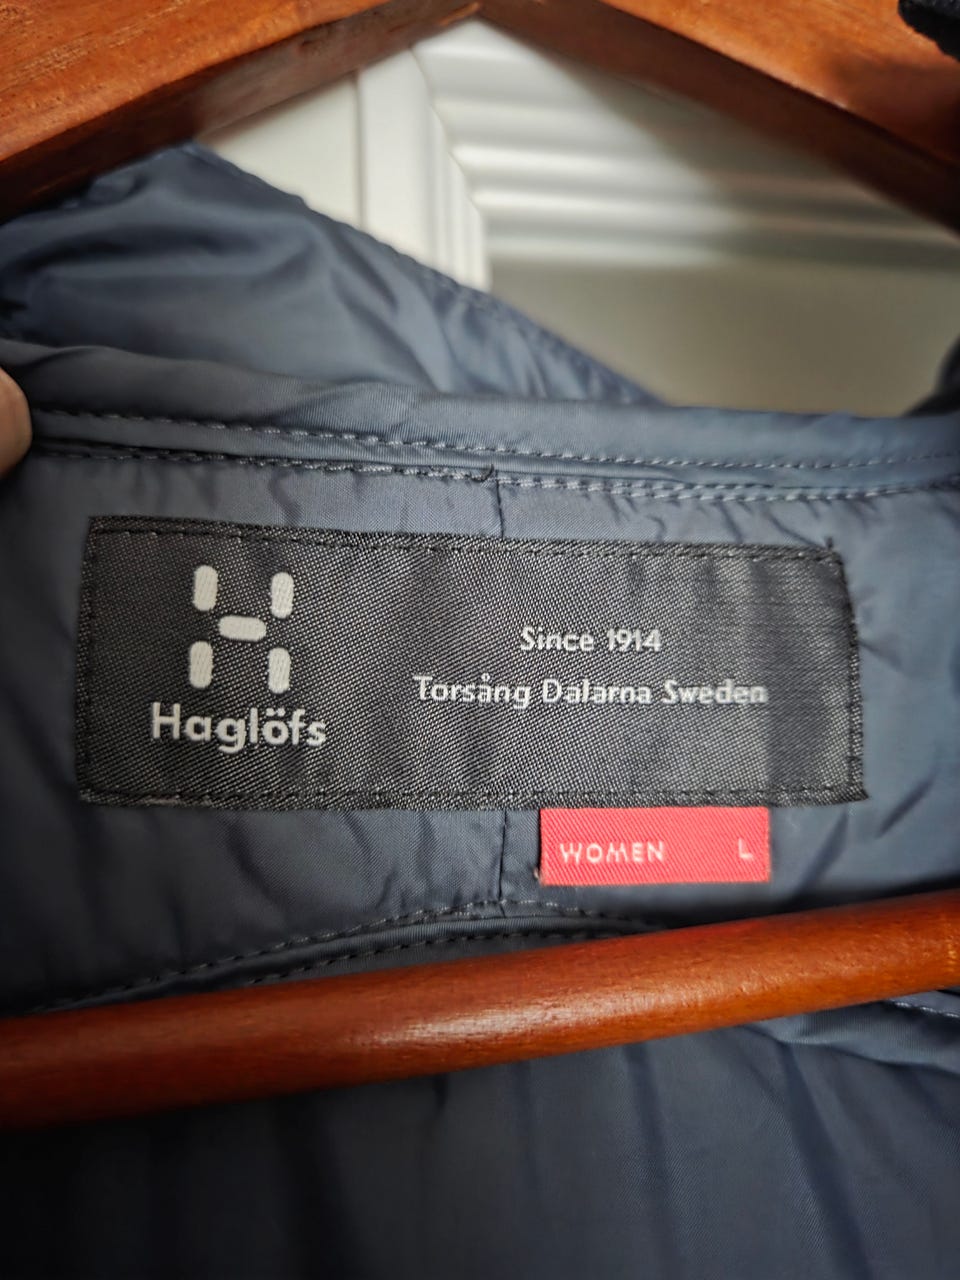 Haglöfs
Since 1914
Torsång Dalarna Sweden
WOMEN L